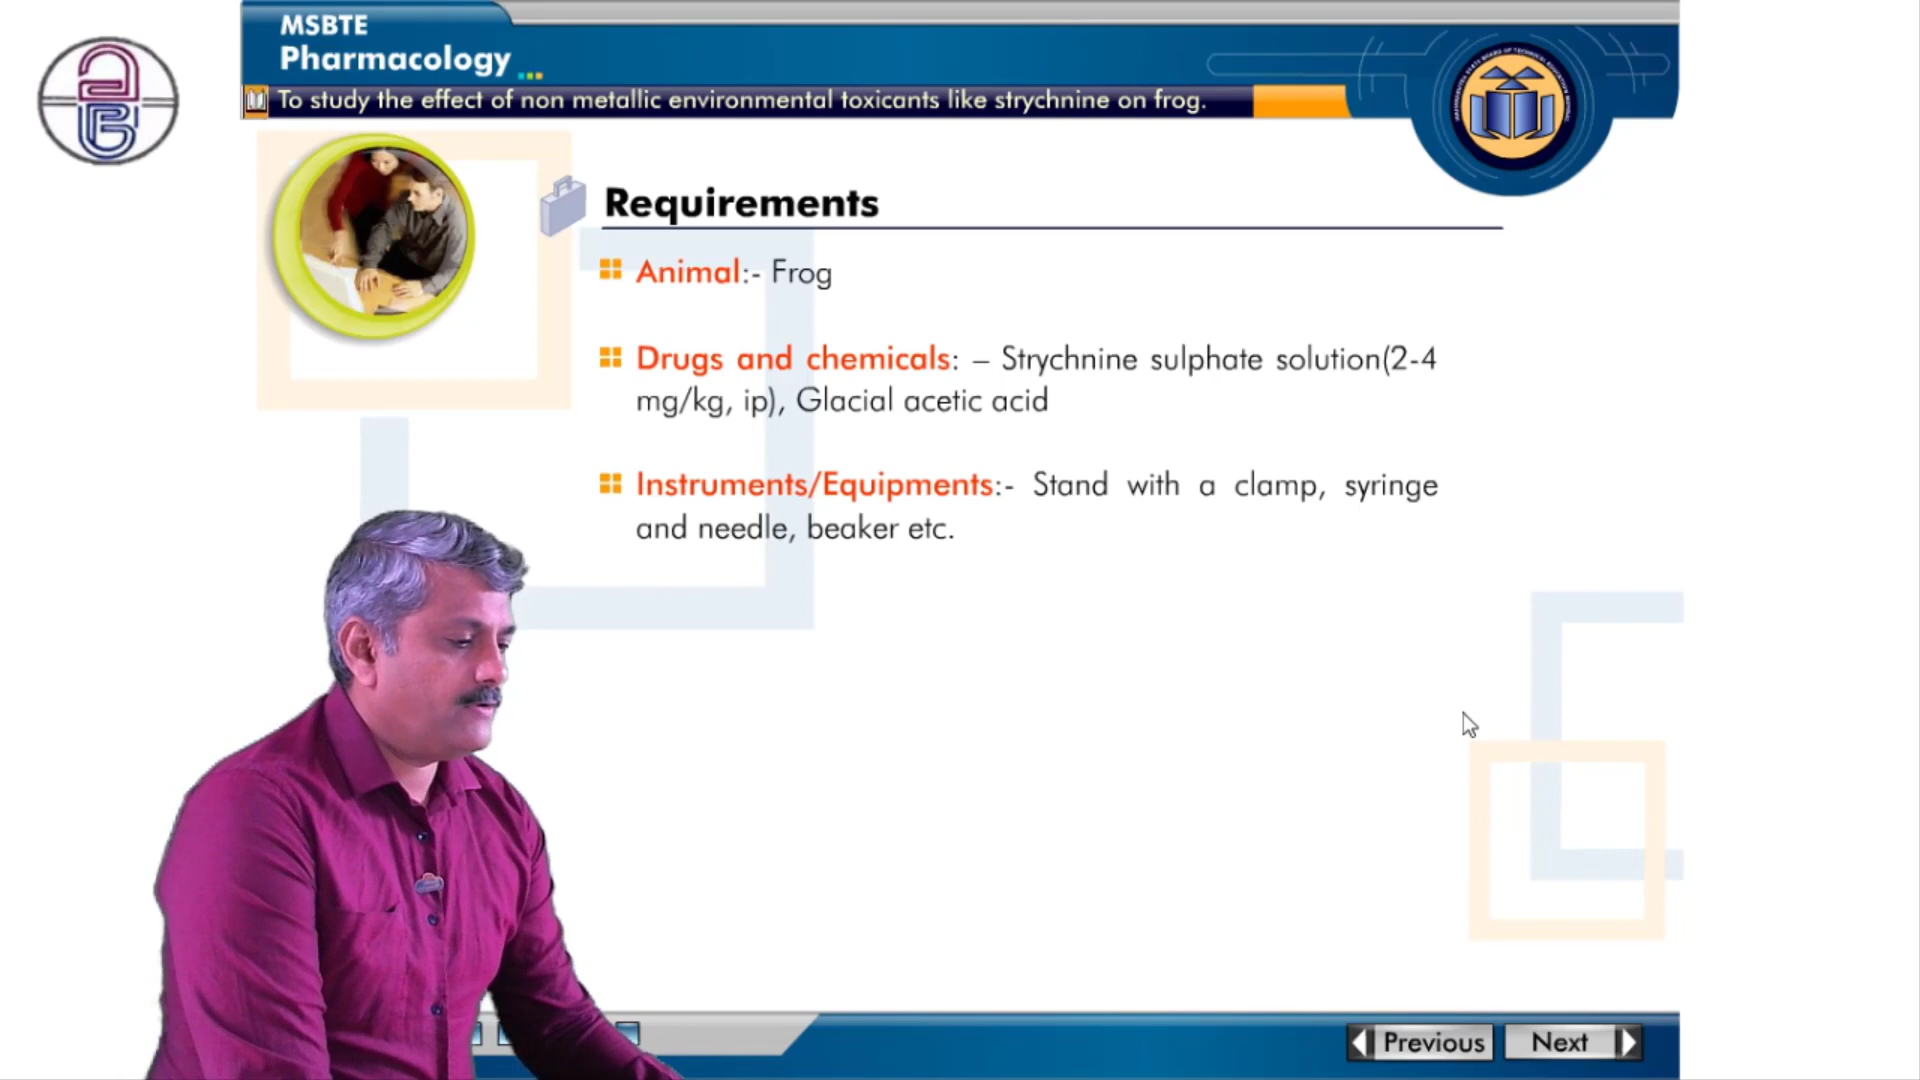 MSBTE
Pharmacology
To study the effect of non metallic environmental toxicants like strychnine on frog.
Requirements
Animal:- Frog
Drugs and chemicals: – Strychnine sulphate solution(2-4
mg/kg, ip), Glacial acetic acid
Instruments/Equipments:- Stand with a clamp, syringe
and needle, beaker etc.
Previous
Next